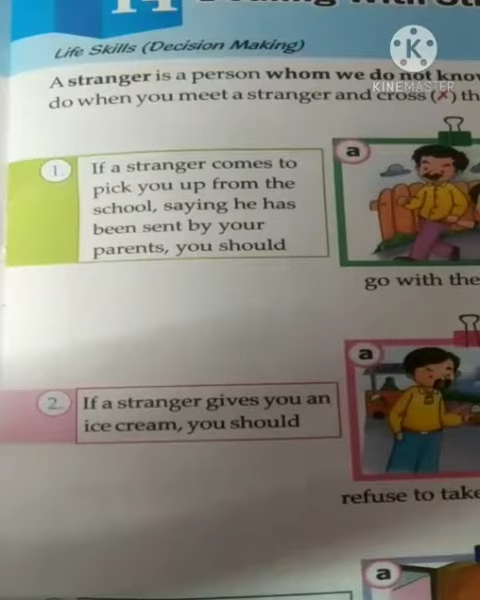 14
Life Skills (Decision Making)
A stranger is a person whom we do not
do when you meet a stranger and cross (✗)
KINEMASTER
1. If a stranger comes to
pick you up from the
school, saying he has
been sent by your
parents, you should
a
go with the
2. If a stranger gives you an
ice cream, you should
a
refuse to take
a